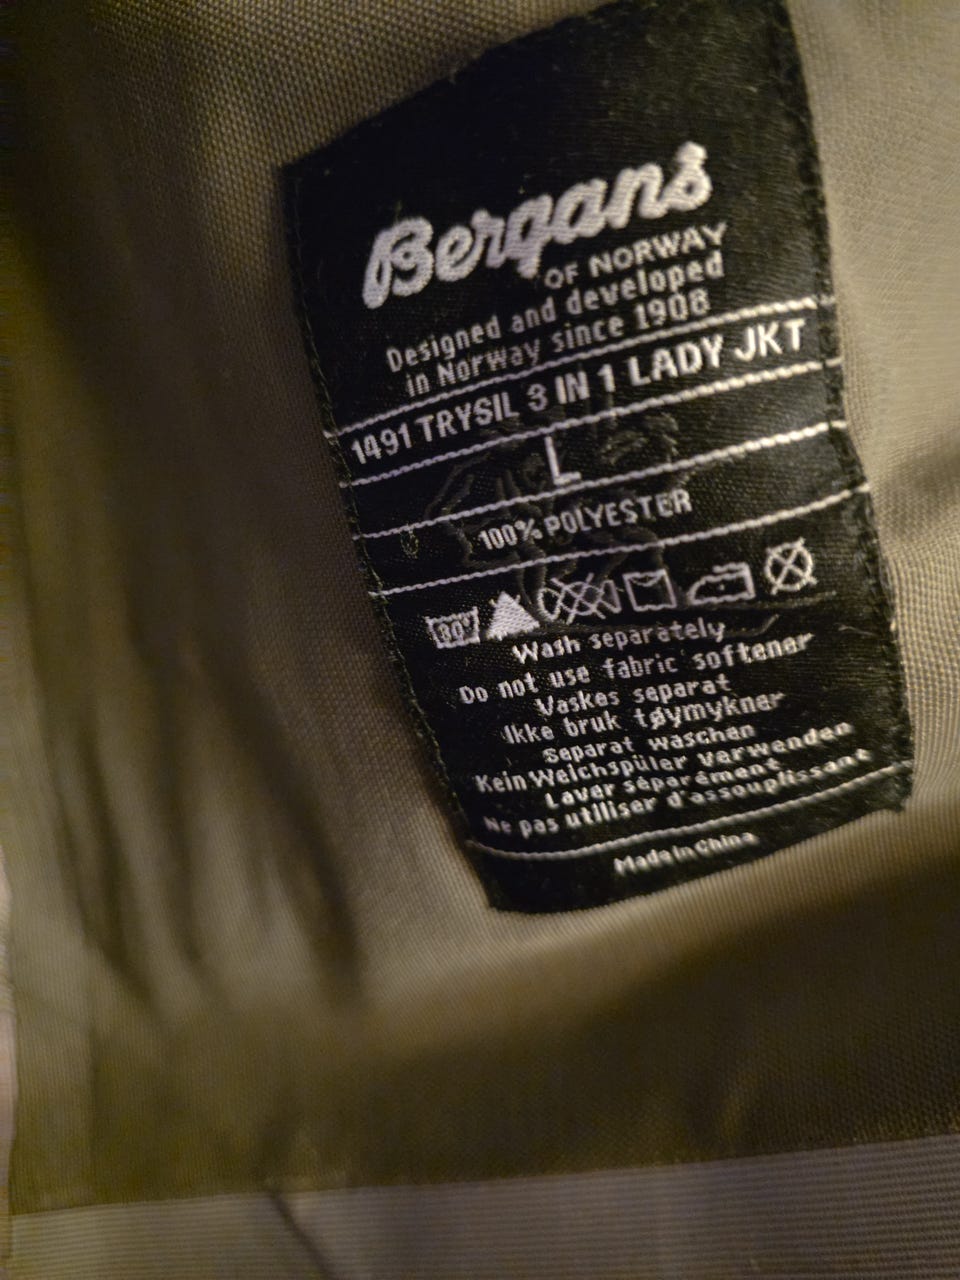 Bergans
OF NORWAY
Designed and developed
in Norway since 1908
1491 TRYSIL 3 IN 1 LADY JKT
L
100% POLYESTER
30°
Wash separately
Do not use fabric softener
Vaskes separat
Ikke bruk tøymykner
Separat waschen
Kein Weichspüler verwenden
Laver séparément
Ne pas utiliser d'assouplissant
Made In China